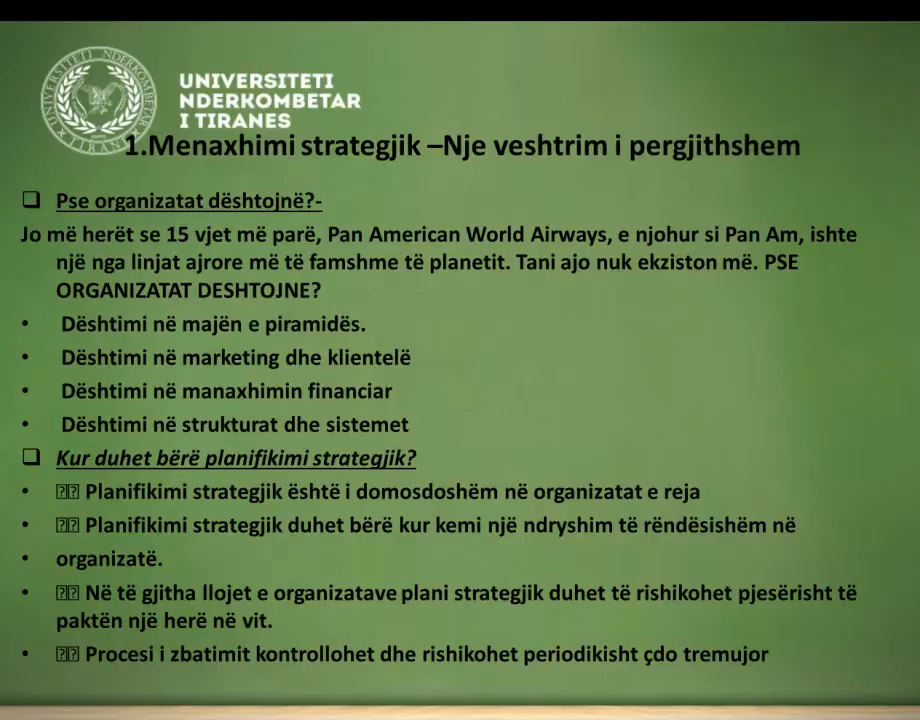 UNIVERSITETI NDERKOMBETAR
TIRANE
UNIVERSITETI
NDERKOMBETAR
I TIRANES
1.Menaxhimi strategjik –Nje veshtrim i pergjithshem
❑ Pse organizatat dështojnë?-
Jo më herët se 15 vjet më parë, Pan American World Airways, e njohur si Pan Am, ishte
një nga linjat ajrore më të famshme të planetit. Tani ajo nuk ekziston më. PSE
ORGANIZATAT DESHTOJNE?
• Dështimi në majën e piramidës.
• Dështimi në marketing dhe klientelë
• Dështimi në manaxhimin financiar
• Dështimi në strukturat dhe sistemet
❑ Kur duhet bërë planifikimi strategjik?
• Planifikimi strategjik është i domosdoshëm në organizatat e reja
• Planifikimi strategjik duhet bërë kur kemi një ndryshim të rëndësishëm në
• organizatë.
• Në të gjitha llojet e organizatave plani strategjik duhet të rishikohet pjesërisht të
paktën një herë në vit.
• Procesi i zbatimit kontrollohet dhe rishikohet periodikisht çdo tremujor